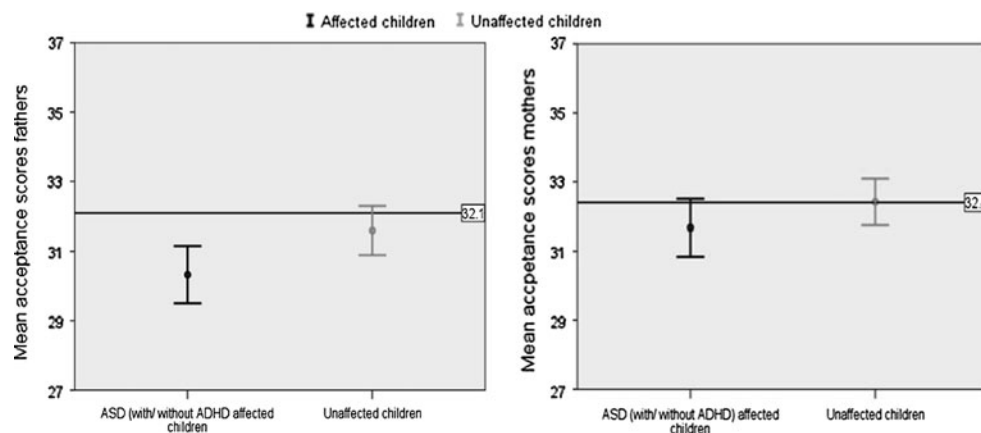 Affected children Unaffected children
Mean acceptance scores fathers
37
35
33
31
29
27
32.1
ASD (with/ without ADHD affected
children
Unaffected children
Mean accpetance scores mothers
37
35
33
31
29
27
32.
ASD (with/ without ADHD) affected
children
Unaffected children